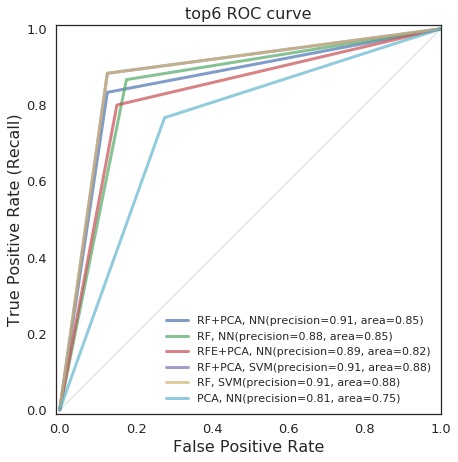 top6 ROC curve
1.0
0.8
0.6
0.4
0.2
0.0
True Positive Rate (Recall)
RF+PCA, NN(precision=0.91, area=0.85)
RF, NN(precision=0.88, area=0.85)
RFE+PCA, NN(precision=0.89, area=0.82)
RF+PCA, SVM(precision=0.91, area=0.88)
RF, SVM(precision=0.91, area=0.88)
PCA, NN(precision=0.81, area=0.75)
0.0 0.2 0.4 0.6 0.8 1.0
False Positive Rate